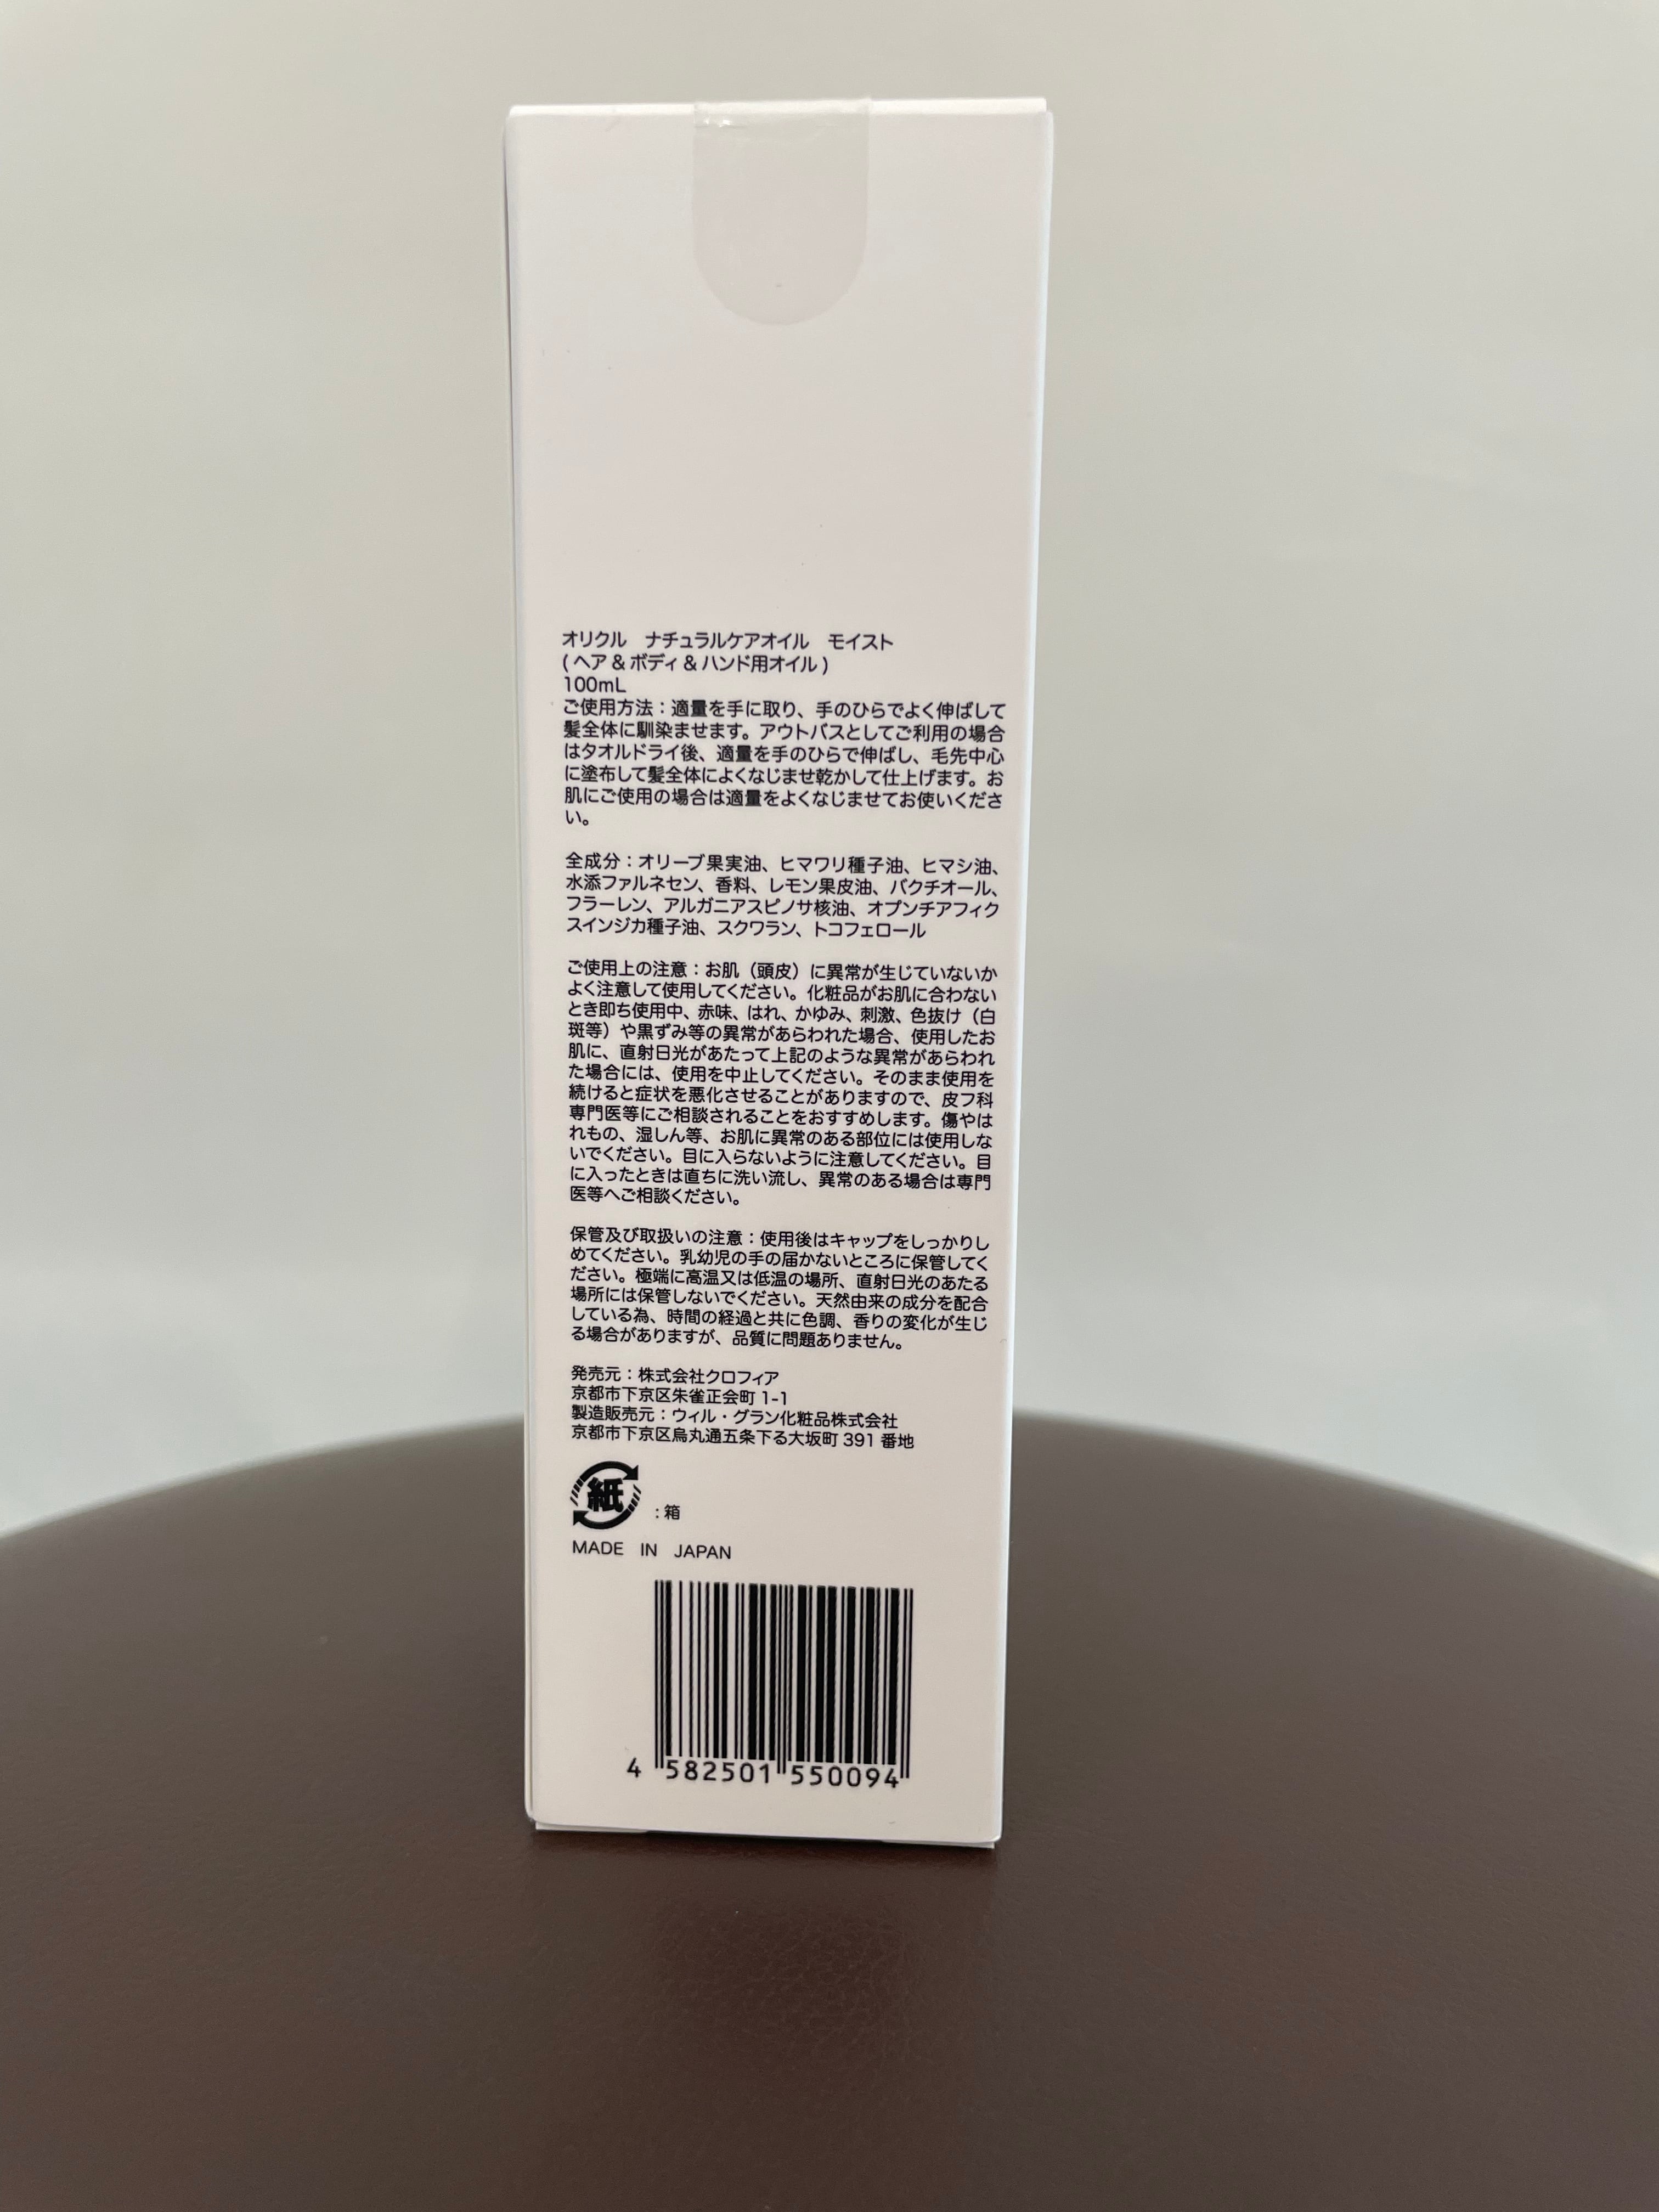 オリクル　ナチュラルケアオイル　モイスト
(ヘア&ボディ&ハンド用オイル)
100mL
ご使用方法：適量を手に取り、手のひらでよく伸ばして
髪全体に馴染ませます。アウトバスとしてご利用の場合
はタオルドライ後、適量を手のひらで伸ばし、毛先中心
に塗布して髪全体によくなじませ乾かして仕上げます。お
肌にご使用の場合は適量をよくなじませてお使いくださ
い。
全成分：オリーブ果実油、ヒマワリ種子油、ヒマシ油、
水添ファルネセン、香料、レモン果皮油、バクチオール、
フラーレン、アルガニアスピノサ核油、オプンチアフィク
スインジカ種子油、スクワラン、トコフェロール
ご使用上の注意：お肌（頭皮）に異常が生じていないか
よく注意して使用してください。化粧品がお肌に合わない
とき即ち使用中、赤味、はれ、かゆみ、刺激、色抜け（白
斑等）や黒ずみ等の異常があらわれた場合、使用したお
肌に、直射日光があたって上記のような異常があらわれ
た場合には、使用を中止してください。そのまま使用を
続けると症状を悪化させることがありますので、皮フ科
専門医等にご相談されることをおすすめします。傷やは
れもの、湿しん等、お肌に異常のある部位には使用しな
いでください。目に入らないように注意してください。目
に入ったときは直ちに洗い流し、異常のある場合は専門
医等へご相談ください。
保管及び取扱いの注意：使用後はキャップをしっかりし
めてください。乳幼児の手の届かないところに保管してく
ださい。極端に高温又は低温の場所、直射日光のあたる
場所には保管しないでください。天然由来の成分を配合
している為、時間の経過と共に色調、香りの変化が生じ
る場合がありますが、品質に問題ありません。
発売元：株式会社クロフィア
京都市下京区朱雀正会町 1-1
製造販売元：ウィル・グラン化粧品株式会社
京都市下京区烏丸通五条下る大坂町 391 番地
紙 ：箱
MADE IN JAPAN
4 582501 550094